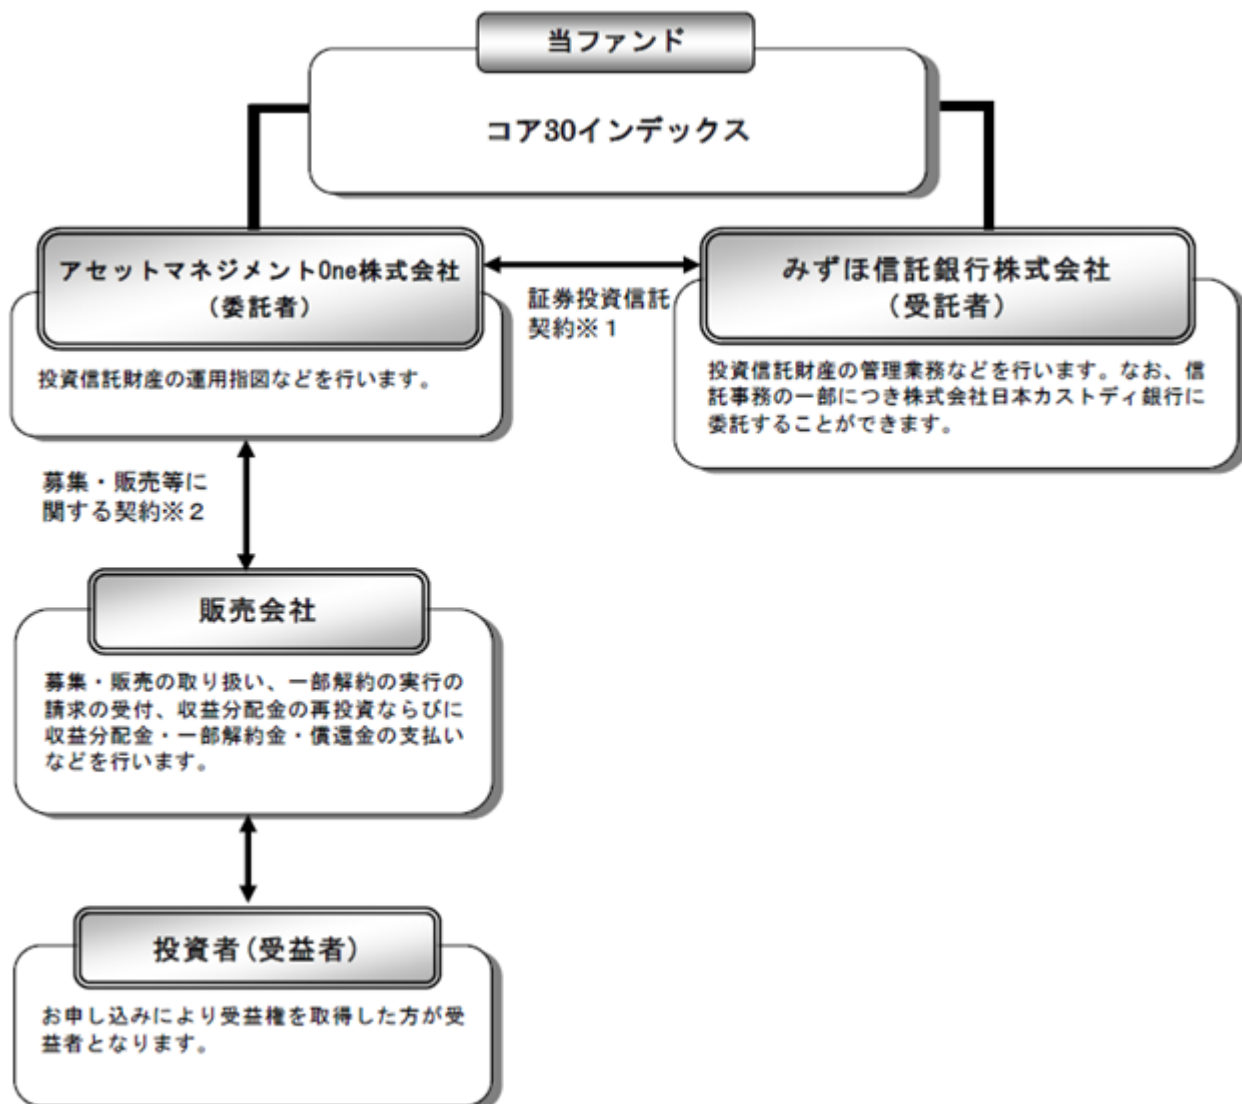 当ファンド
コア30インデックス
アセットマネジメントOne株式会社
（委託者）
投資信託財産の運用指図などを行います。
証券投資信託
契約※１
みずほ信託銀行株式会社
（受託者）
投資信託財産の管理業務などを行います。なお、信
託事務の一部につき株式会社日本カストディ銀行に
委託することができます。
募集・販売等に
関する契約※２
販売会社
募集・販売の取り扱い、一部解約の実行の
請求の受付、収益分配金の再投資ならびに
収益分配金・一部解約金・償還金の支払い
などを行います。
投資者(受益者)
お申し込みにより受益権を取得した方が受
益者となります。